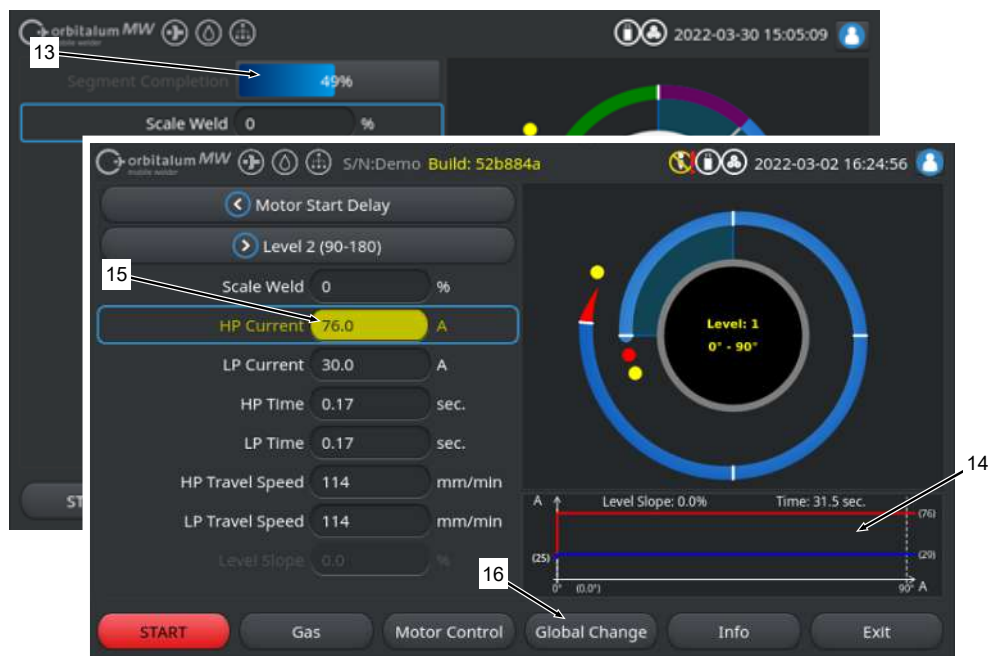 orbitalum MW
2022-03-30 15:05:09
13
Segment Completion 49%
Scale Weld 0 %
orbitalum MW
mobile welder
S/N:Demo Build: 52b884a
2022-03-02 16:24:56
Motor Start Delay
Level 2 (90-180)
15
Scale Weld 0 %
HP Current 76.0 A
LP Current 30.0 A
HP Time 0.17 sec.
LP Time 0.17 sec.
HP Travel Speed 114 mm/min
LP Travel Speed 114 mm/min
Level Slope 0.0 %
Level: 1
0° - 90°
14
A Level Slope: 0.0% Time: 31.5 sec.
(76)
(25) (29)
0° (0.0°) 90° A
16
ST
START Gas Motor Control Global Change Info Exit